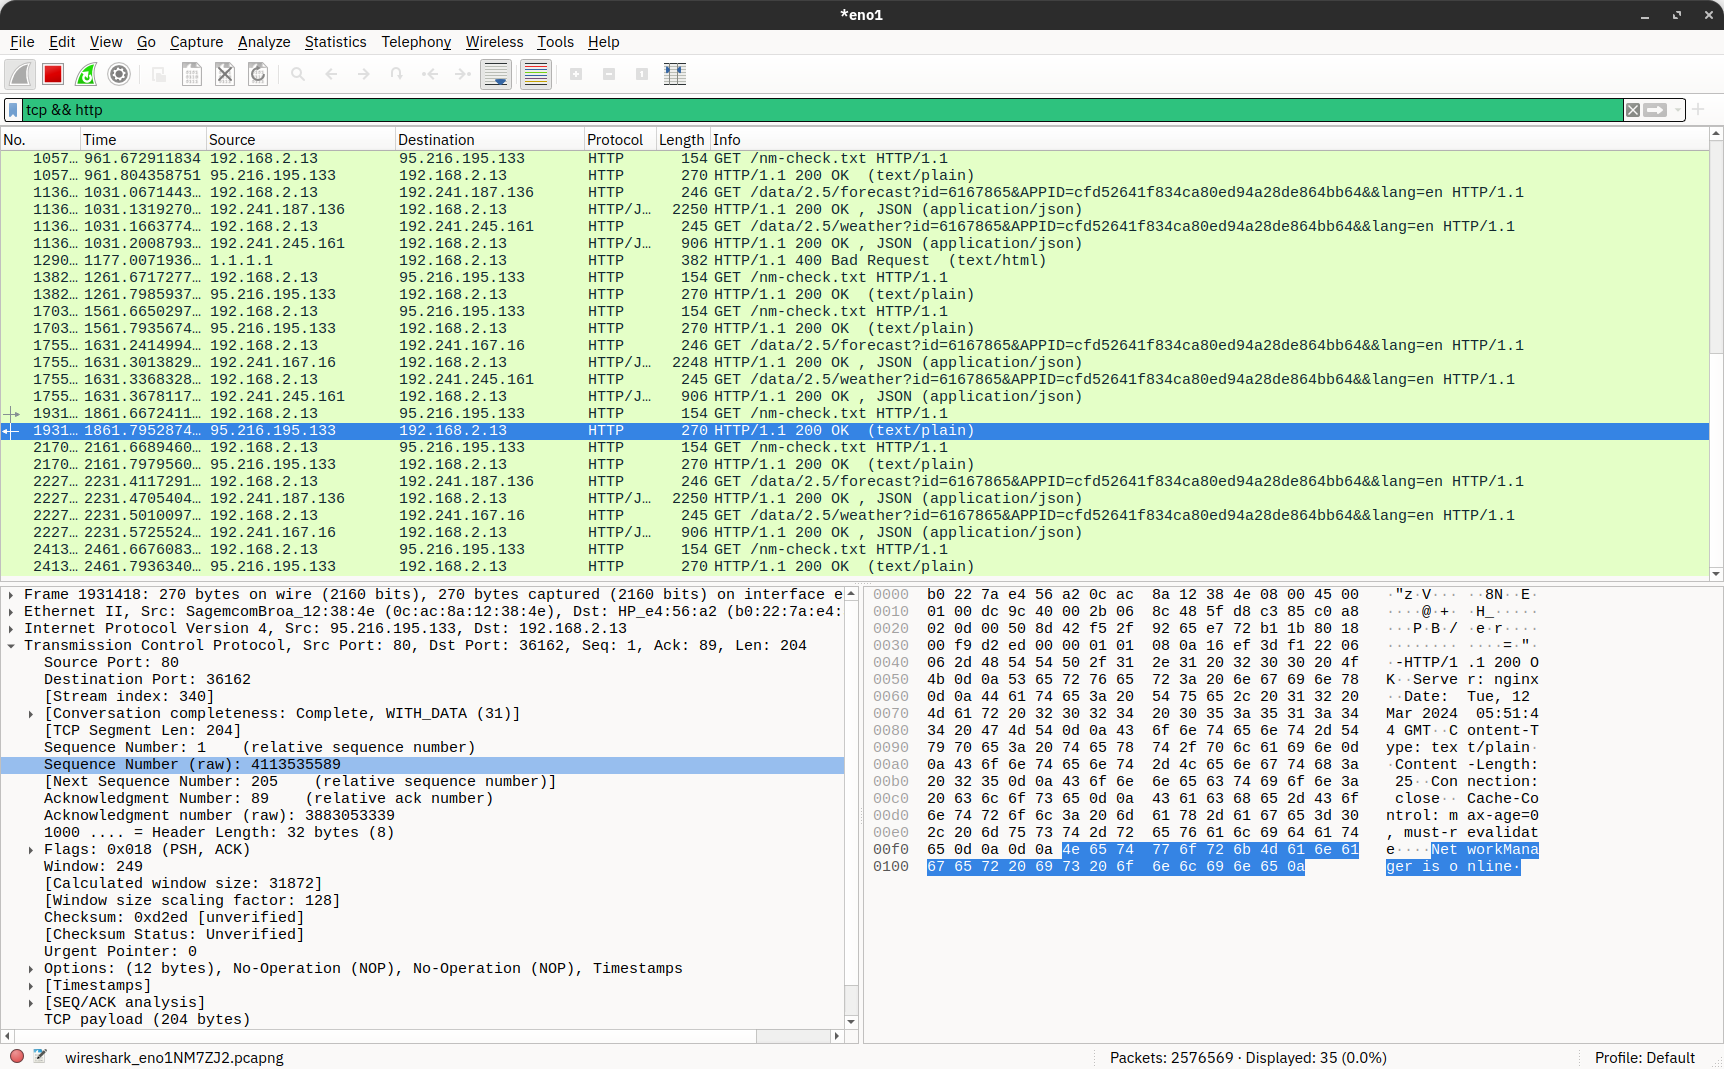 *eno1
File Edit View Go Capture Analyze Statistics Telephony Wireless Tools Help
tcp && http
No. Time Source Destination Protocol Length Info
1057… 961.672911834 192.168.2.13 95.216.195.133 HTTP 154 GET /nm-check.txt HTTP/1.1
1057… 961.804358751 95.216.195.133 192.168.2.13 HTTP 270 HTTP/1.1 200 OK (text/plain)
1136… 1031.0671443… 192.168.2.13 192.241.187.136 HTTP 246 GET /data/2.5/forecast?id=6167865&APPID=cfd52641f834ca80ed94a28de864bb64&&lang=en HTTP/1.1
1136… 1031.1319270… 192.241.187.136 192.168.2.13 HTTP/J… 2250 HTTP/1.1 200 OK , JSON (application/json)
1136… 1031.1663774… 192.168.2.13 192.241.245.161 HTTP 245 GET /data/2.5/weather?id=6167865&APPID=cfd52641f834ca80ed94a28de864bb64&&lang=en HTTP/1.1
1136… 1031.2008793… 192.241.245.161 192.168.2.13 HTTP/J… 906 HTTP/1.1 200 OK , JSON (application/json)
1290… 1177.0071936… 1.1.1.1 192.168.2.13 HTTP 382 HTTP/1.1 400 Bad Request (text/html)
1382… 1261.6717277… 192.168.2.13 95.216.195.133 HTTP 154 GET /nm-check.txt HTTP/1.1
1382… 1261.7985937… 95.216.195.133 192.168.2.13 HTTP 270 HTTP/1.1 200 OK (text/plain)
1703… 1561.6650297… 192.168.2.13 95.216.195.133 HTTP 154 GET /nm-check.txt HTTP/1.1
1703… 1561.7935674… 95.216.195.133 192.168.2.13 HTTP 270 HTTP/1.1 200 OK (text/plain)
1755… 1631.2414994… 192.168.2.13 192.241.167.16 HTTP 246 GET /data/2.5/forecast?id=6167865&APPID=cfd52641f834ca80ed94a28de864bb64&&lang=en HTTP/1.1
1755… 1631.3013829… 192.241.167.16 192.168.2.13 HTTP/J… 2248 HTTP/1.1 200 OK , JSON (application/json)
1755… 1631.3368328… 192.168.2.13 192.241.245.161 HTTP 245 GET /data/2.5/weather?id=6167865&APPID=cfd52641f834ca80ed94a28de864bb64&&lang=en HTTP/1.1
1755… 1631.3678117… 192.241.245.161 192.168.2.13 HTTP/J… 906 HTTP/1.1 200 OK , JSON (application/json)
1931… 1861.6672411… 192.168.2.13 95.216.195.133 HTTP 154 GET /nm-check.txt HTTP/1.1
1931… 1861.7952874… 95.216.195.133 192.168.2.13 HTTP 270 HTTP/1.1 200 OK (text/plain)
2170… 2161.6689460… 192.168.2.13 95.216.195.133 HTTP 154 GET /nm-check.txt HTTP/1.1
2170… 2161.7979560… 95.216.195.133 192.168.2.13 HTTP 270 HTTP/1.1 200 OK (text/plain)
2227… 2231.4117291… 192.168.2.13 192.241.187.136 HTTP 246 GET /data/2.5/forecast?id=6167865&APPID=cfd52641f834ca80ed94a28de864bb64&&lang=en HTTP/1.1
2227… 2231.4705404… 192.241.187.136 192.168.2.13 HTTP/J… 2250 HTTP/1.1 200 OK , JSON (application/json)
2227… 2231.5010097… 192.168.2.13 192.241.167.16 HTTP 245 GET /data/2.5/weather?id=6167865&APPID=cfd52641f834ca80ed94a28de864bb64&&lang=en HTTP/1.1
2227… 2231.5725524… 192.241.167.16 192.168.2.13 HTTP/J… 906 HTTP/1.1 200 OK , JSON (application/json)
2413… 2461.6676083… 192.168.2.13 95.216.195.133 HTTP 154 GET /nm-check.txt HTTP/1.1
2413… 2461.7936340… 95.216.195.133 192.168.2.13 HTTP 270 HTTP/1.1 200 OK (text/plain)
Frame 1931418: 270 bytes on wire (2160 bits), 270 bytes captured (2160 bits) on interface e
Ethernet II, Src: SagemcomBroa_12:38:4e (0c:ac:8a:12:38:4e), Dst: HP_e4:56:a2 (b0:22:7a:e4:
Internet Protocol Version 4, Src: 95.216.195.133, Dst: 192.168.2.13
Transmission Control Protocol, Src Port: 80, Dst Port: 36162, Seq: 1, Ack: 89, Len: 204
Source Port: 80
Destination Port: 36162
[Stream index: 340]
[Conversation completeness: Complete, WITH_DATA (31)]
[TCP Segment Len: 204]
Sequence Number: 1 (relative sequence number)
Sequence Number (raw): 4113535589
[Next Sequence Number: 205 (relative sequence number)]
Acknowledgment Number: 89 (relative ack number)
Acknowledgment number (raw): 3883053339
1000 .... = Header Length: 32 bytes (8)
Flags: 0x018 (PSH, ACK)
Window: 249
[Calculated window size: 31872]
[Window size scaling factor: 128]
Checksum: 0xd2ed [unverified]
[Checksum Status: Unverified]
Urgent Pointer: 0
Options: (12 bytes), No-Operation (NOP), No-Operation (NOP), Timestamps
[Timestamps]
[SEQ/ACK analysis]
TCP payload (204 bytes)
0000 b0 22 7a e4 56 a2 0c ac 8a 12 38 4e 08 00 45 00 ·"z·V··· ··8N··E·
0010 01 00 dc 9c 40 00 2b 06 8c 48 5f d8 c3 85 c0 a8 ····@·+· ·H_·····
0020 02 0d 00 50 8d 42 f5 2f 92 65 e7 72 b1 1b 80 18 ···P·B·/ ·e·r····
0030 00 f9 d2 ed 00 00 01 01 08 0a 16 ef 3d f1 22 06 ········ ····=·"·
0040 06 2d 48 54 54 50 2f 31 2e 31 20 32 30 30 20 4f ·-HTTP/1 .1 200 O
0050 4b 0d 0a 53 65 72 76 65 72 3a 20 6e 67 69 6e 78 K··Serve r: nginx
0060 0d 0a 44 61 74 65 3a 20 54 75 65 2c 20 31 32 20 ··Date: Tue, 12
0070 4d 61 72 20 32 30 32 34 20 30 35 3a 35 31 3a 34 Mar 2024 05:51:4
0080 34 20 47 4d 54 0d 0a 43 6f 6e 74 65 6e 74 2d 54 4 GMT··C ontent-T
0090 79 70 65 3a 20 74 65 78 74 2f 70 6c 61 69 6e 0d ype: tex t/plain·
00a0 0a 43 6f 6e 74 65 6e 74 2d 4c 65 6e 67 74 68 3a ·Content -Length:
00b0 20 32 35 0d 0a 43 6f 6e 6e 65 63 74 69 6f 6e 3a 25··Con nection:
00c0 20 63 6c 6f 73 65 0d 0a 43 61 63 68 65 2d 43 6f close·· Cache-Co
00d0 6e 74 72 6f 6c 3a 20 6d 61 78 2d 61 67 65 3d 30 ntrol: m ax-age=0
00e0 2c 20 6d 75 73 74 2d 72 65 76 61 6c 69 64 61 74 , must-r evalidat
00f0 65 0d 0a 0d 0a 4e 65 74 77 6f 72 6b 4d 61 6e 61 e····Net workMana
0100 67 65 72 20 69 73 20 6f 6e 6c 69 6e 65 0a ger is o nline·
wireshark_eno1NM7ZJ2.pcapng Packets: 2576569 · Displayed: 35 (0.0%) Profile: Default